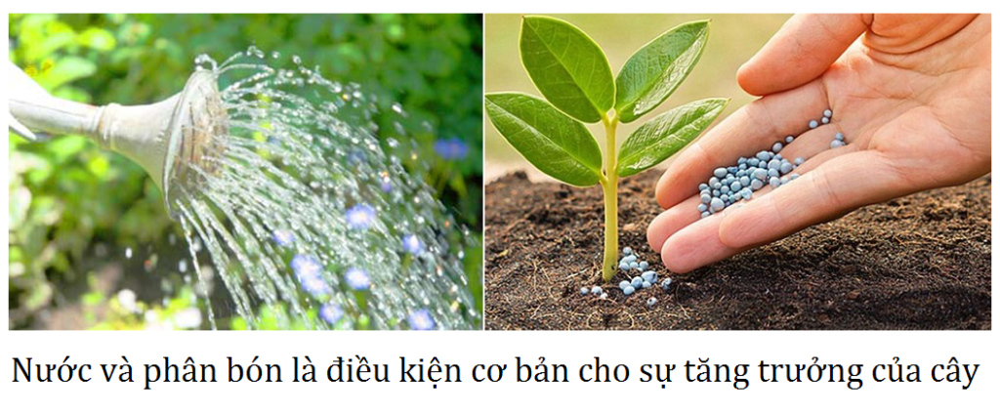 Nước và phân bón là điều kiện cơ bản cho sự tăng trưởng của cây